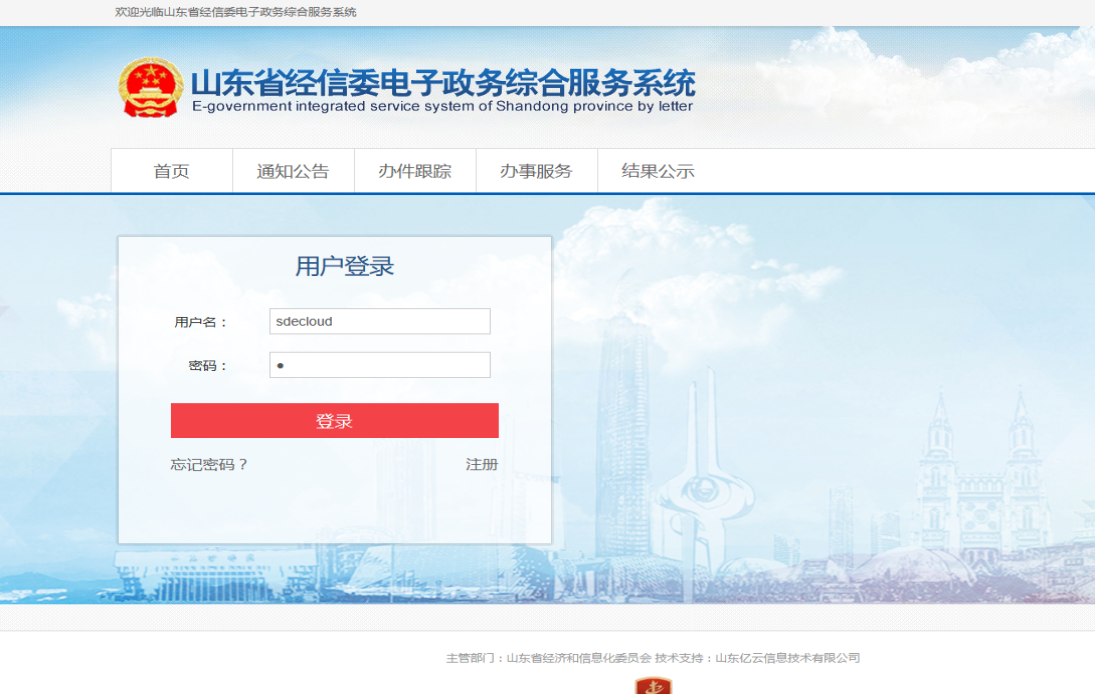 欢迎光临山东省经信委电子政务综合服务系统
山东省经信委电子政务综合服务系统
E-government integrated service system of Shandong province by letter
首页 通知公告 办件跟踪 办事服务 结果公示
用户登录
用户名： sdecloud
密码： ●
登录
忘记密码？ 注册
主管部门：山东省经济和信息化委员会 技术支持：山东亿云信息技术有限公司